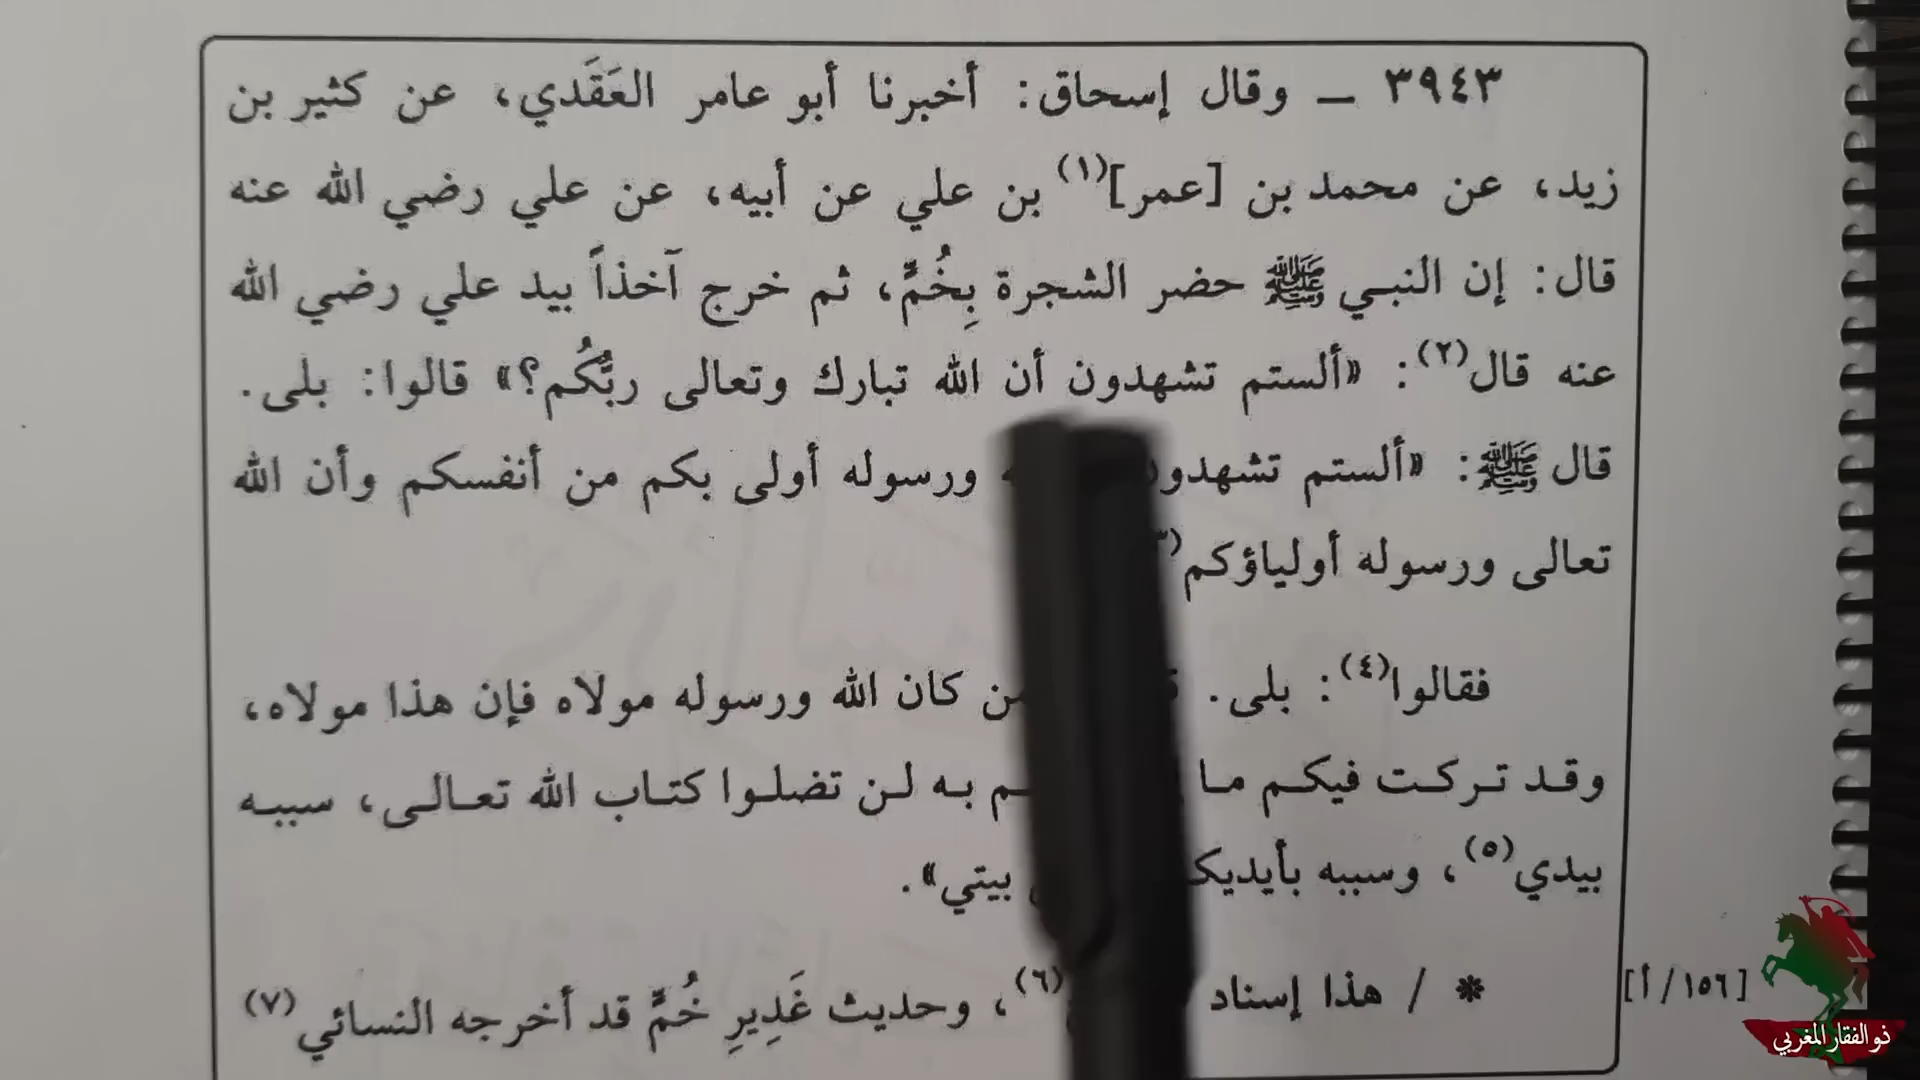 ٣٩٤٣ ـ وقال إسحاق: أخبرنا أبو عامر العَقَدي، عن كثير بن
زيد، عن محمد بن [عمر](١) بن علي عن أبيه، عن علي رضي الله عنه
قال: إن النبي ﷺ حضر الشجرة بِخُمٍّ، ثم خرج آخذاً بيد علي رضي الله
عنه قال(٢): «ألستم تشهدون أن الله تبارك وتعالى ربُّكُم؟» قالوا: بلى.
قال ﷺ: «ألستم تشهدون ورسوله أولى بكم من أنفسكم وأن الله
تعالى ورسوله أولياؤكم
فقالوا(٤): بلى. كان الله ورسوله مولاه فإن هذا مولاه،
وقد تركت فيكم ما به لن تضلوا كتاب الله تعالى، سببه
بيدي(٥)، وسببه بيتي».
[١٥٦/أ] * / هذا إسناد (٦)، وحديث غَدِيرِ خُمٍّ قد أخرجه النسائي(٧)
ذو الفقار المغربي